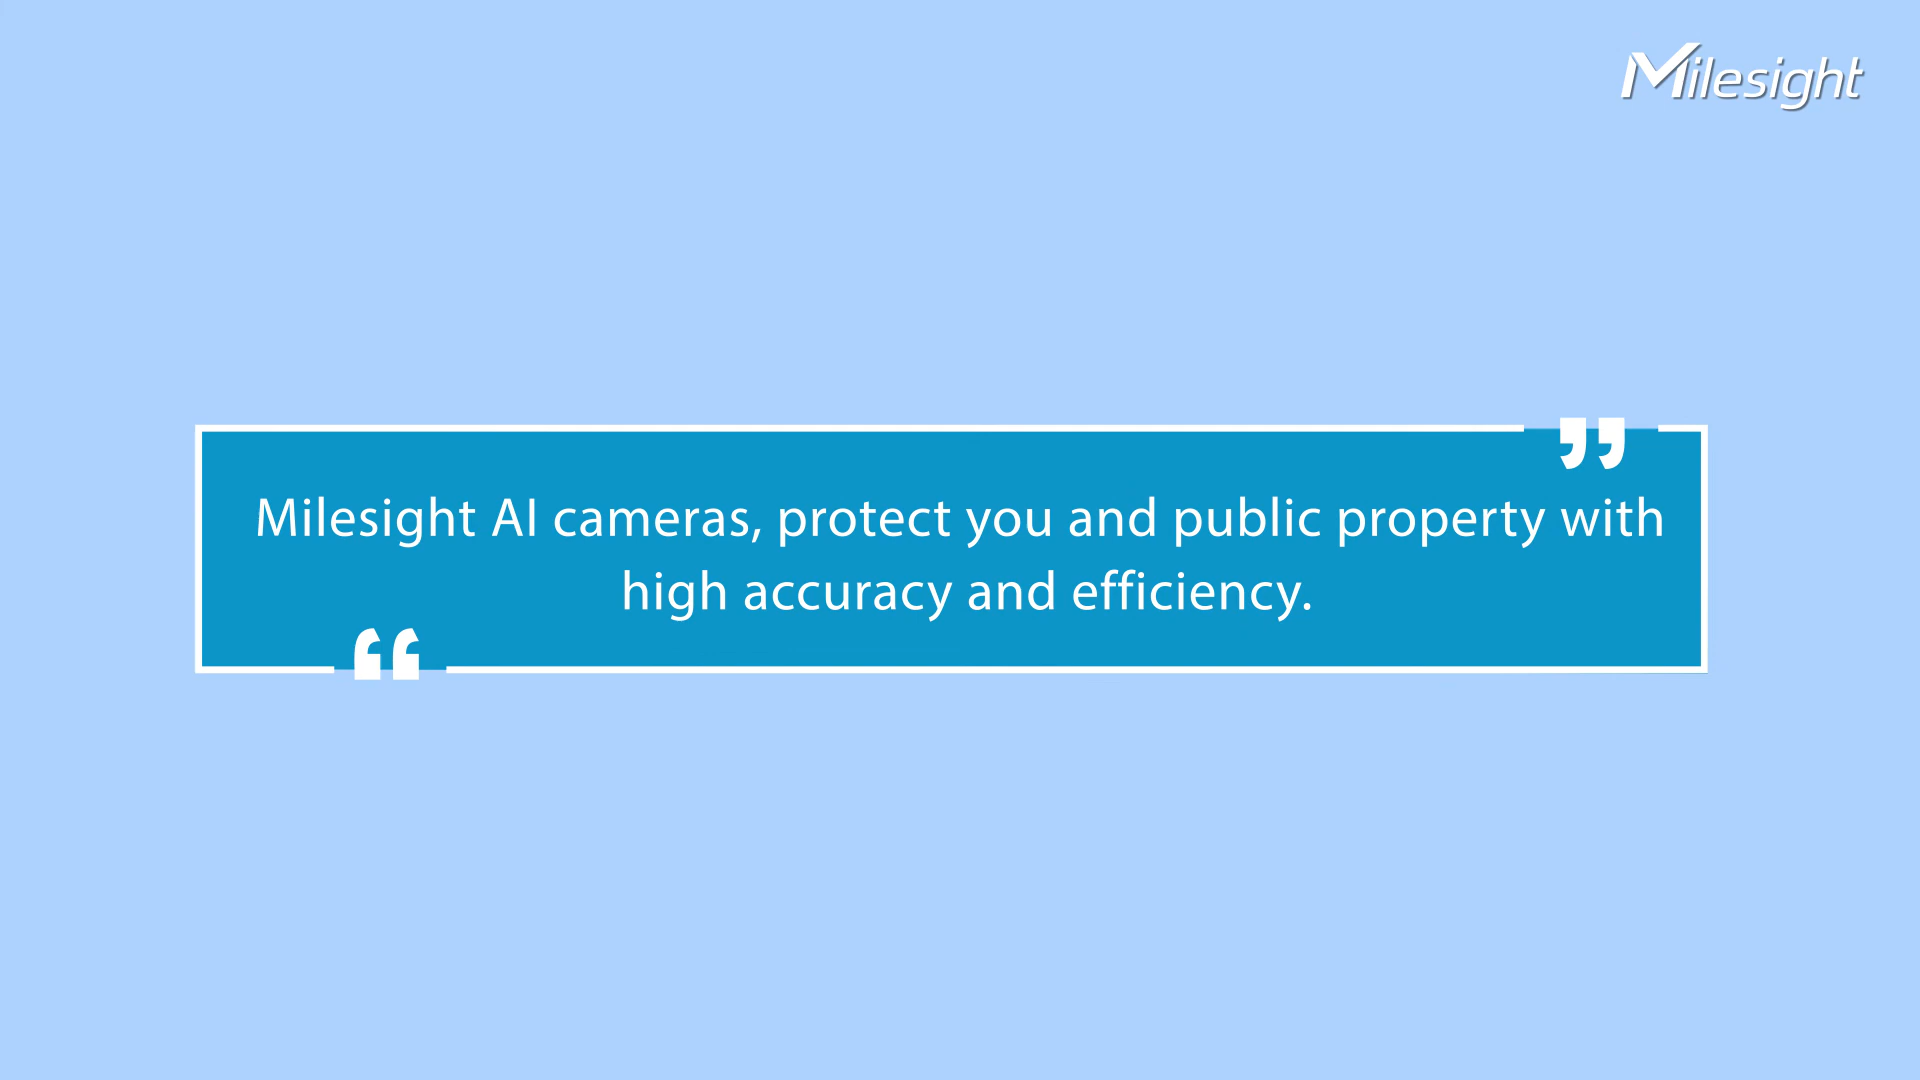 Milesight
”
Milesight AI cameras, protect you and public property with
high accuracy and efficiency.
“